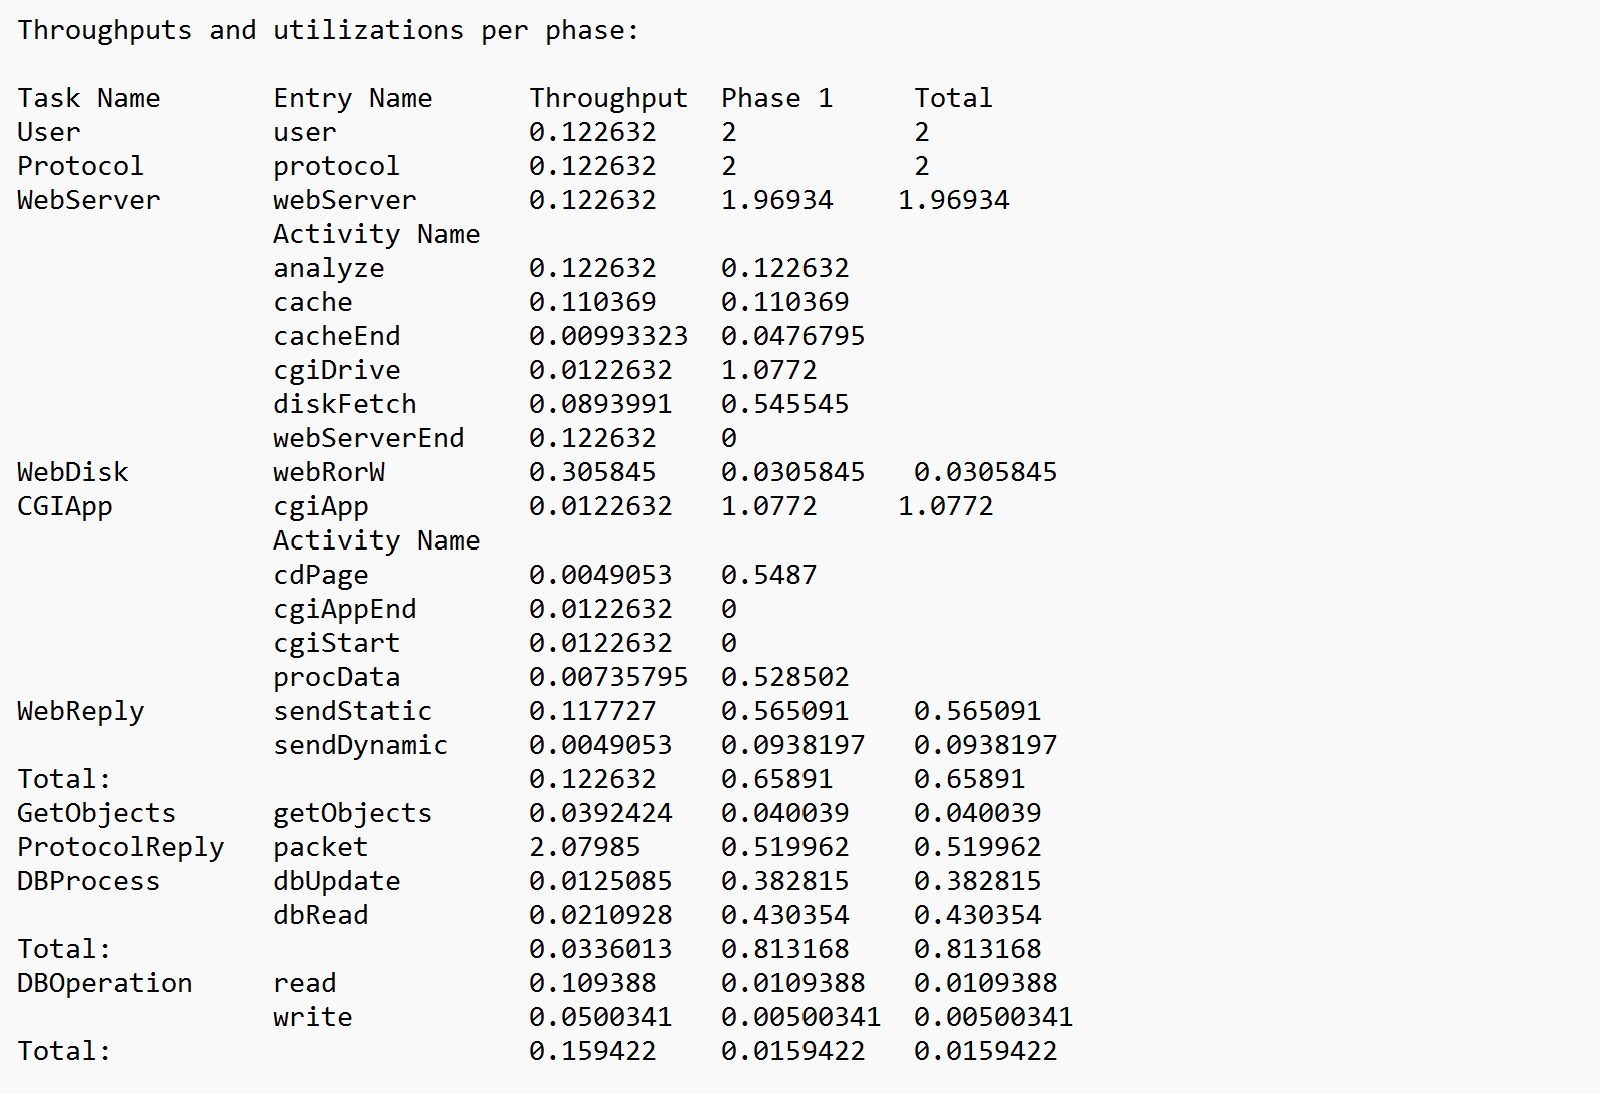 Throughputs and utilizations per phase:

Task Name       Entry Name      Throughput  Phase 1     Total
User            user            0.122632    2           2
Protocol        protocol        0.122632    2           2
WebServer       webServer       0.122632    1.96934    1.96934
                Activity Name
                analyze         0.122632    0.122632
                cache           0.110369    0.110369
                cacheEnd        0.00993323  0.0476795
                cgiDrive        0.0122632   1.0772
                diskFetch       0.0893991   0.545545
                webServerEnd    0.122632    0
WebDisk         webRorW         0.305845    0.0305845   0.0305845
CGIApp          cgiApp          0.0122632   1.0772     1.0772
                Activity Name
                cdPage          0.0049053   0.5487
                cgiAppEnd       0.0122632   0
                cgiStart        0.0122632   0
                procData        0.00735795  0.528502
WebReply        sendStatic      0.117727    0.565091    0.565091
                sendDynamic     0.0049053   0.0938197   0.0938197
Total:                          0.122632    0.65891     0.65891
GetObjects      getObjects      0.0392424   0.040039    0.040039
ProtocolReply   packet          2.07985     0.519962    0.519962
DBProcess       dbUpdate        0.0125085   0.382815    0.382815
                dbRead          0.0210928   0.430354    0.430354
Total:                          0.0336013   0.813168    0.813168
DBOperation     read            0.109388    0.0109388   0.0109388
                write           0.0500341   0.00500341  0.00500341
Total:                          0.159422    0.0159422   0.0159422